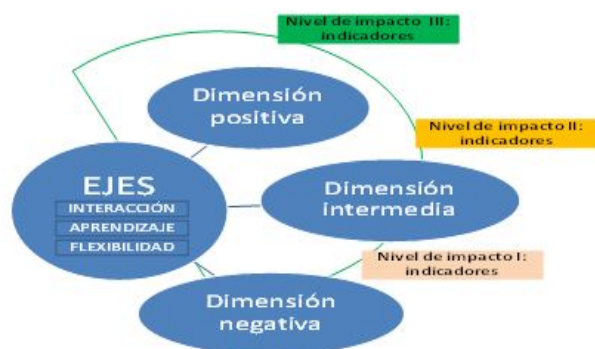 Nivel de impacto III:
indicadores
Dimensión
positiva
Nivel de impacto II:
indicadores
EJES
INTERACCIÓN
APRENDIZAJE
FLEXIBILIDAD
Dimensión
intermedia
Nivel de impacto I:
indicadores
Dimensión
negativa